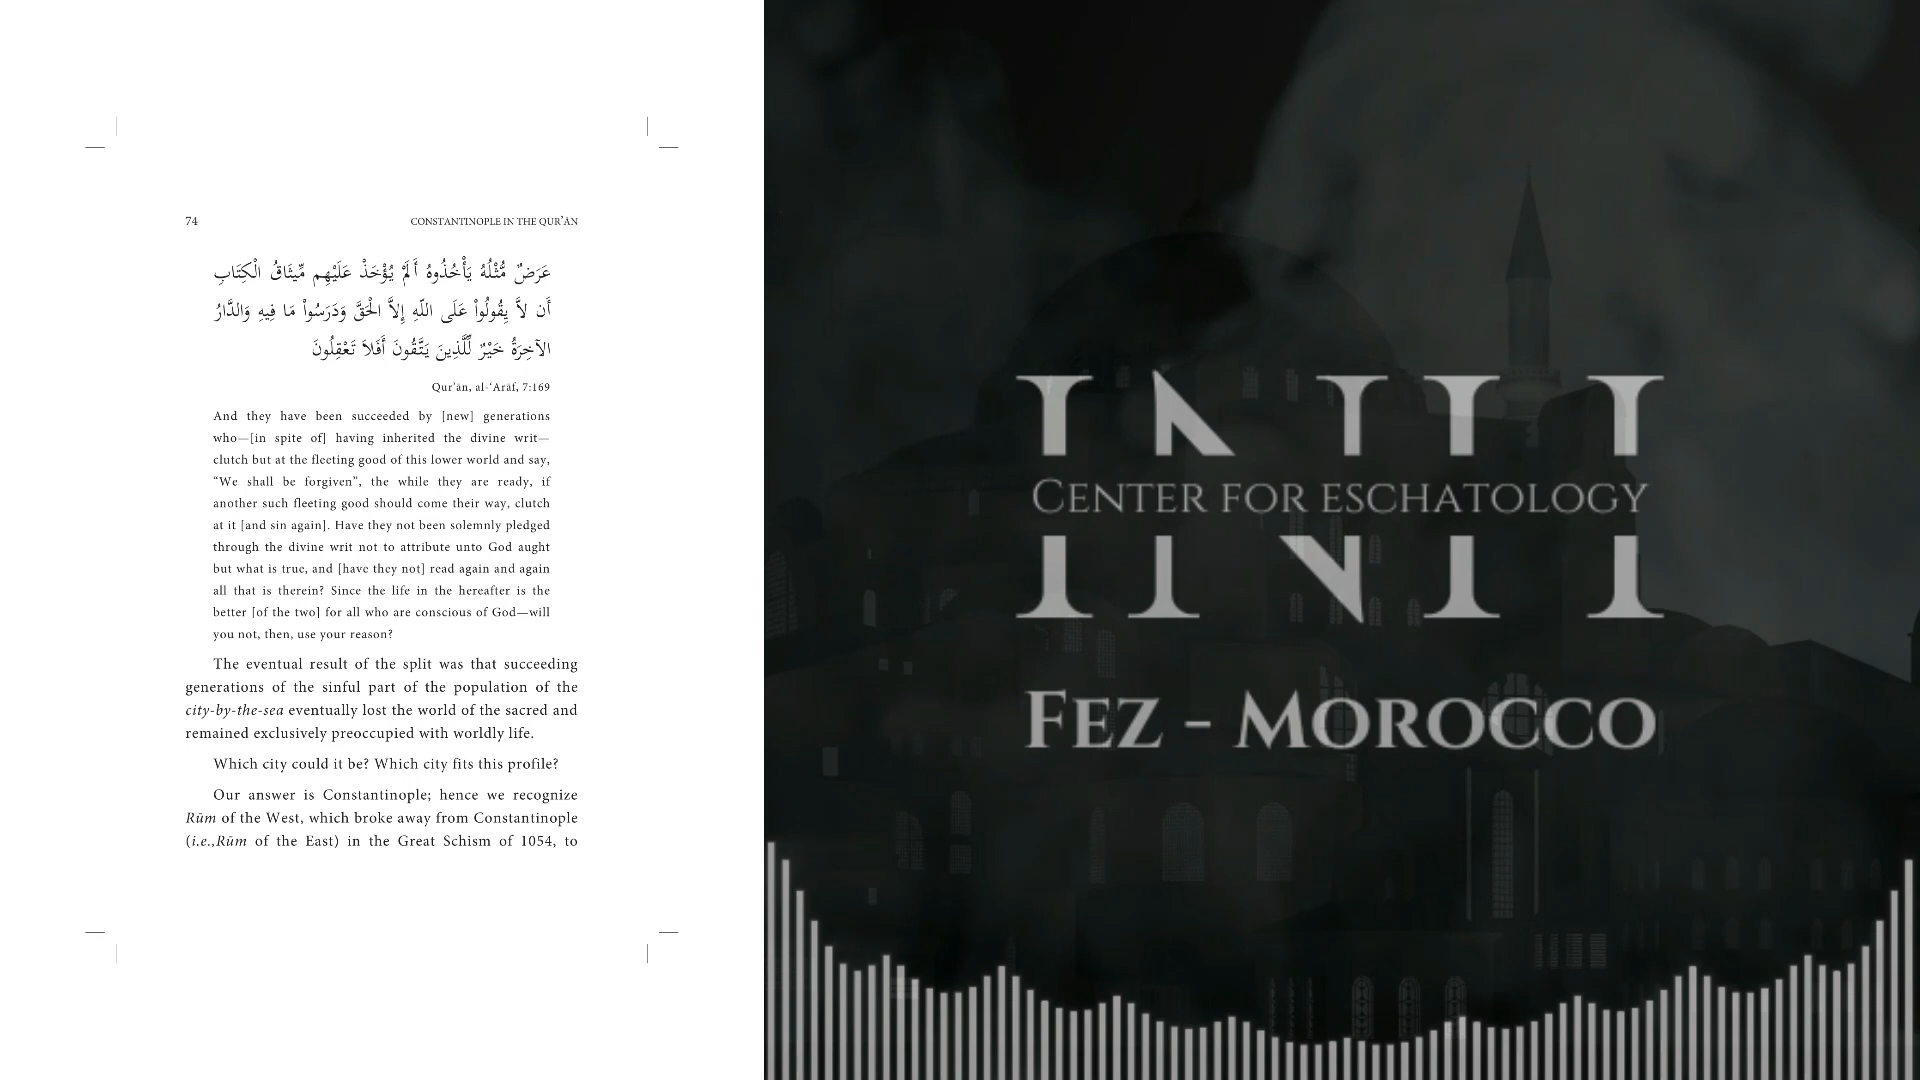 74
CONSTANTINOPLE IN THE QUR’ĀN
عَرَضٌ مُّثْلُهُ يَأْخُذُوهُ أَلَمْ يُؤْخَذْ عَلَيْهِم مِّيثَاقُ الْكِتَابِ
أَن لاَّ يِقُولُواْ عَلَى اللّهِ إِلاَّ الْحَقَّ وَدَرَسُواْ مَا فِيهِ وَالدَّارُ
الآخِرَةُ خَيْرٌ لِّلَّذِينَ يَتَّقُونَ أَفَلاَ تَعْقِلُونَ
Qur’ān, al-‘Arāf, 7:169
And they have been succeeded by [new] generations
who—[in spite of] having inherited the divine writ—
clutch but at the fleeting good of this lower world and say,
“We shall be forgiven”, the while they are ready, if
another such fleeting good should come their way, clutch
at it [and sin again]. Have they not been solemnly pledged
through the divine writ not to attribute unto God aught
but what is true, and [have they not] read again and again
all that is therein? Since the life in the hereafter is the
better [of the two] for all who are conscious of God—will
you not, then, use your reason?
The eventual result of the split was that succeeding
generations of the sinful part of the population of the
city-by-the-sea eventually lost the world of the sacred and
remained exclusively preoccupied with worldly life.
Which city could it be? Which city fits this profile?
Our answer is Constantinople; hence we recognize
Rūm of the West, which broke away from Constantinople
(i.e.,Rūm of the East) in the Great Schism of 1054, to
INH
CENTER FOR ESCHATOLOGY
FEZ - MOROCCO